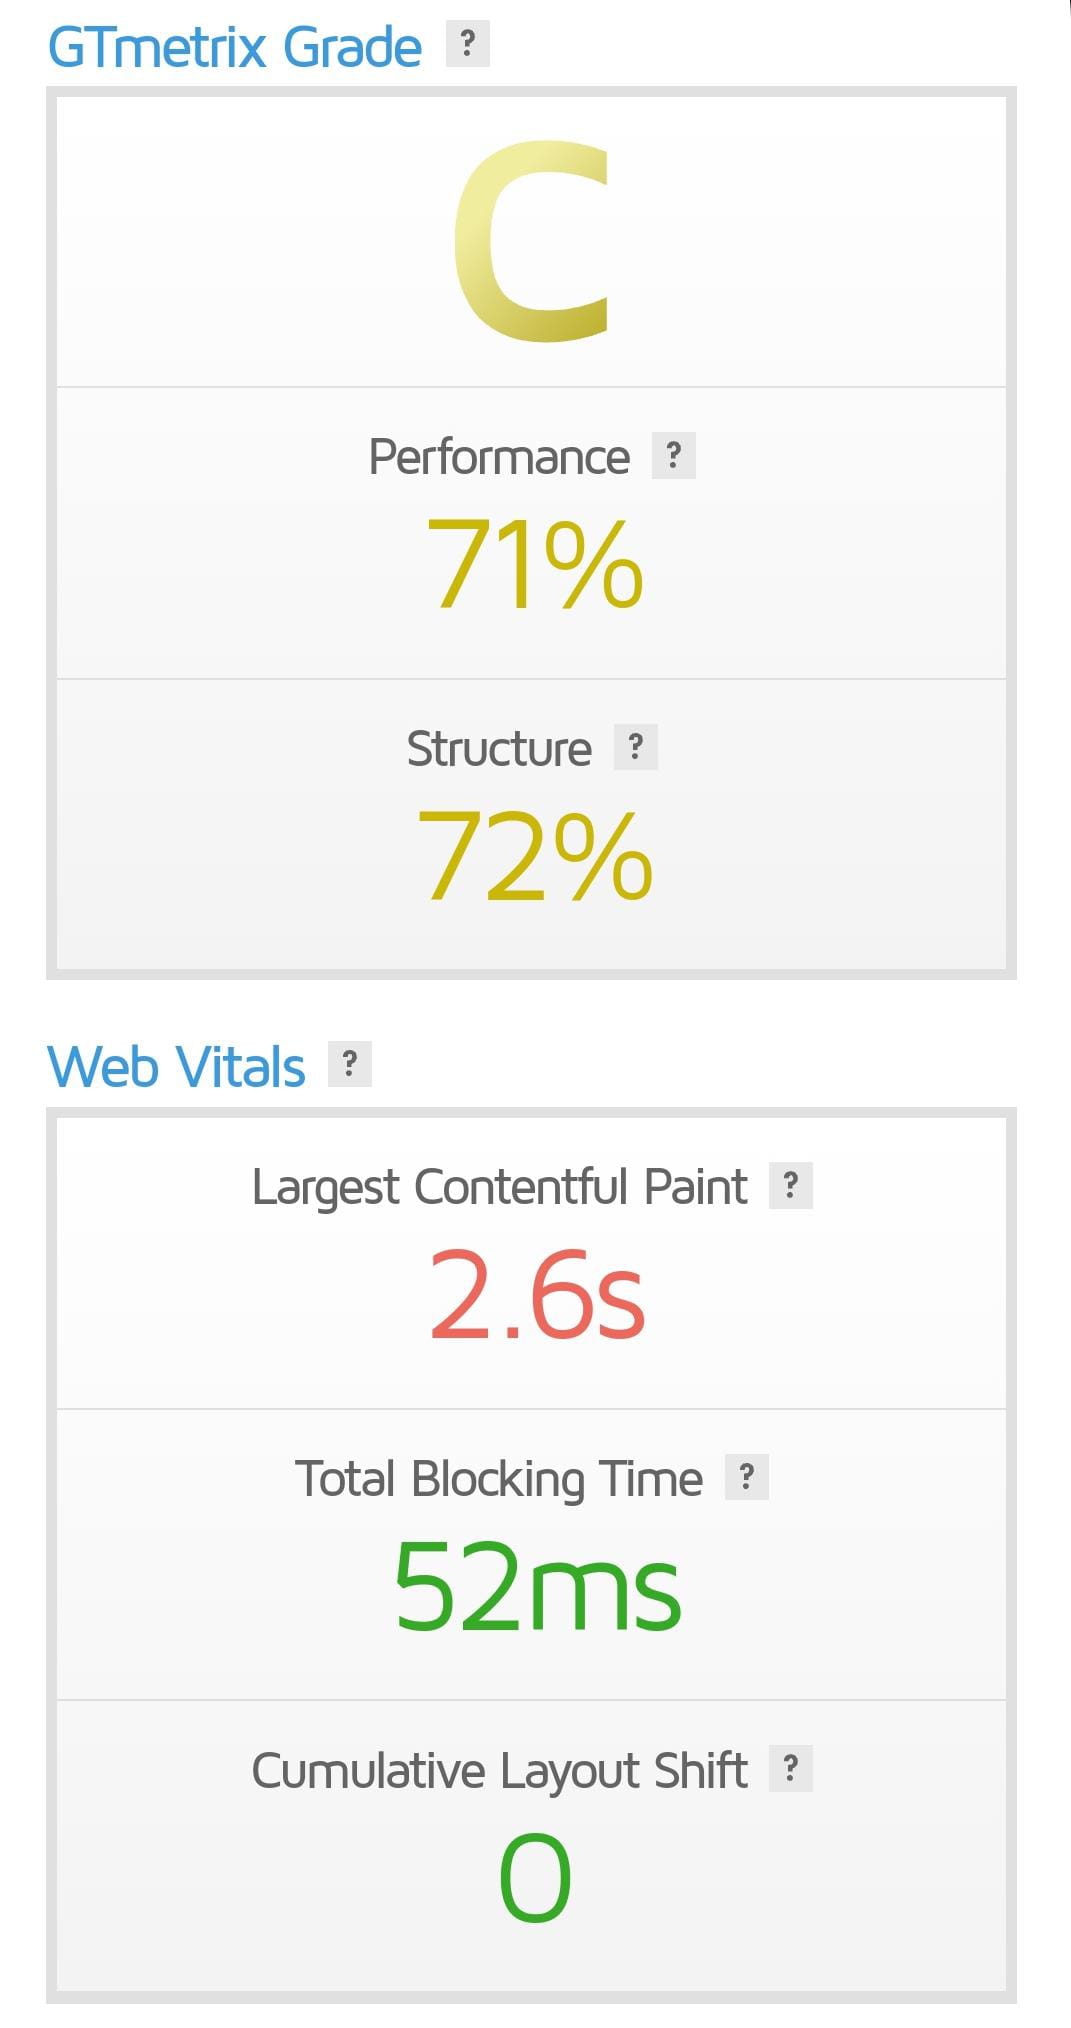 GTmetrix Grade ?
C
Performance ?
71%
Structure ?
72%
Web Vitals ?
Largest Contentful Paint ?
2.6s
Total Blocking Time ?
52ms
Cumulative Layout Shift ?
0